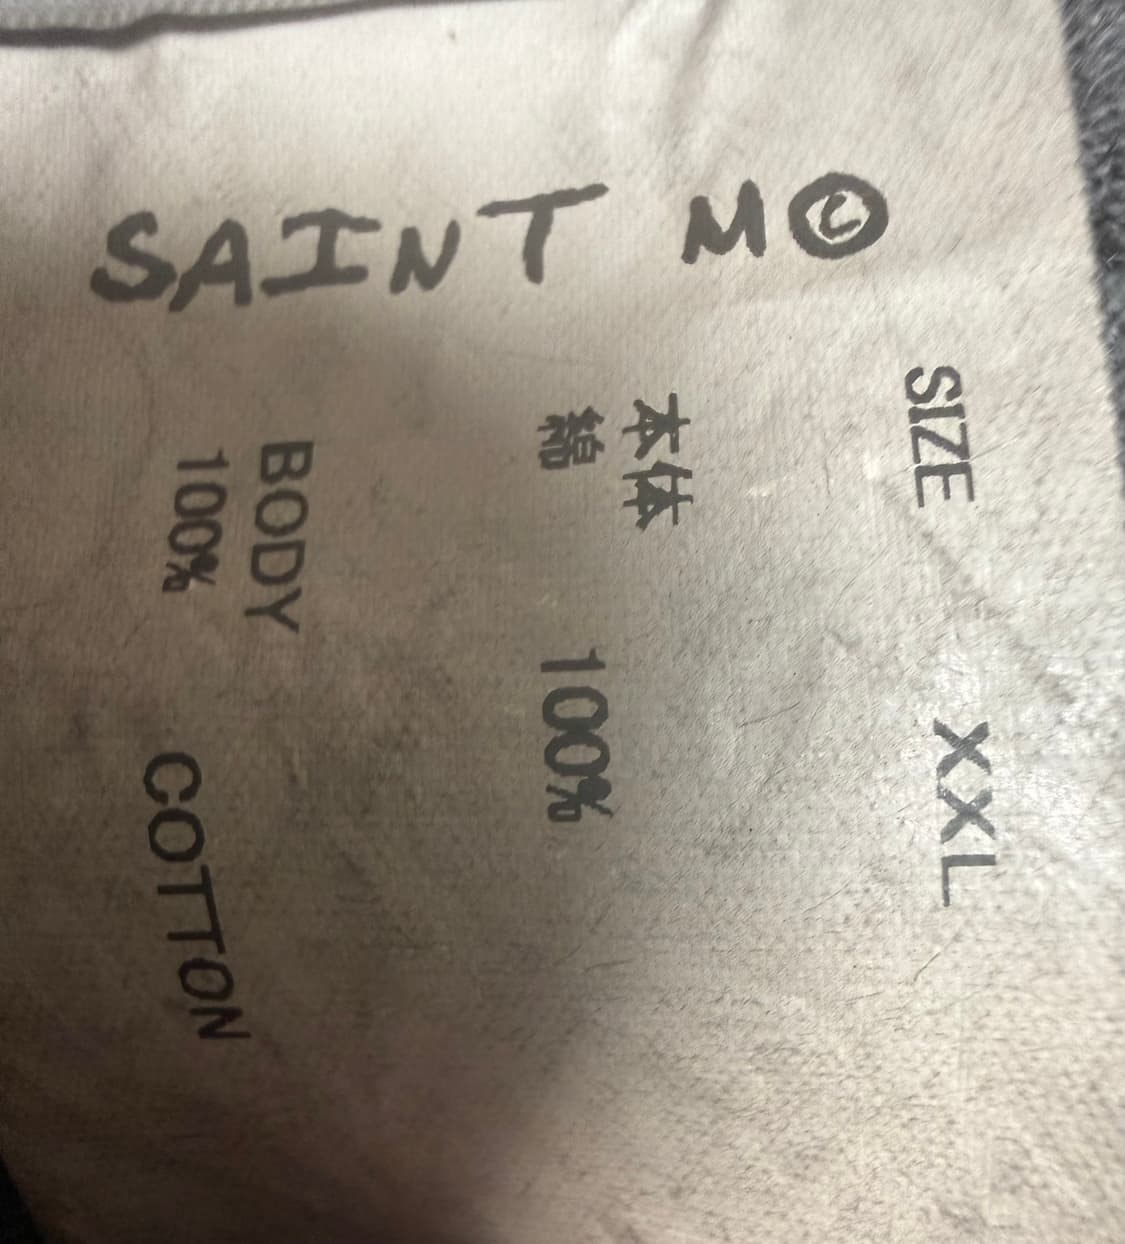 SAINT M©
SIZE XXL
本体
綿 100%
BODY
100% COTTON